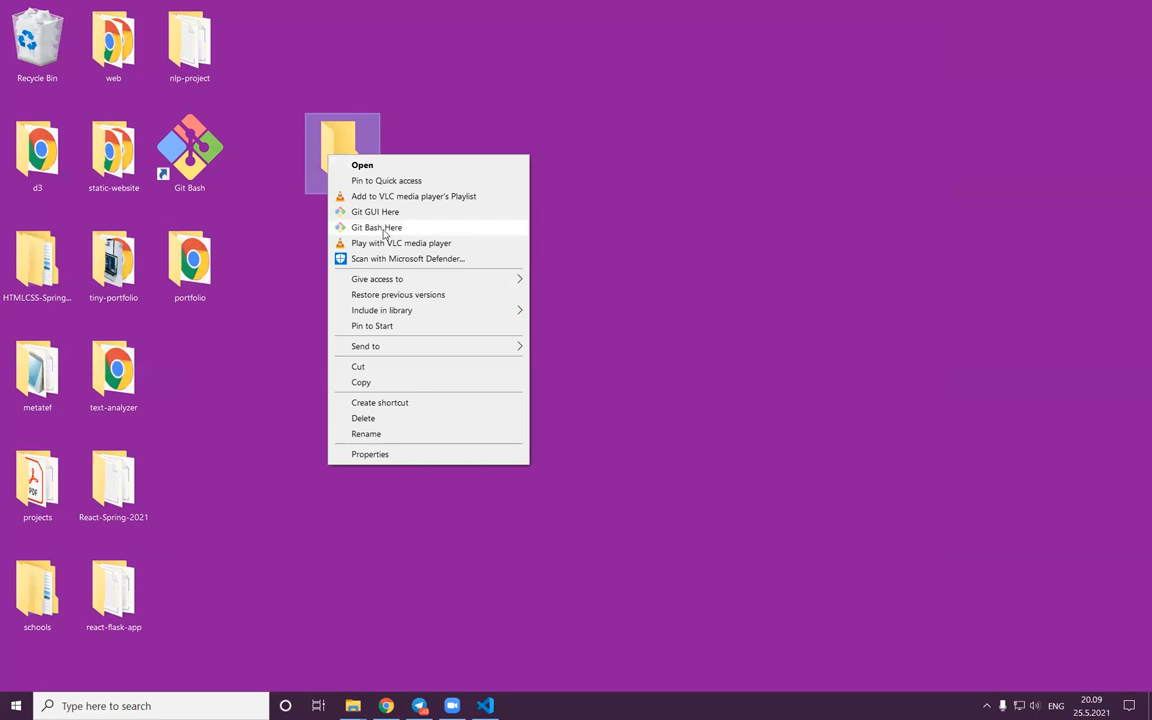 Recycle Bin
web
nlp-project
d3
static-website
Git Bash
HTMLCSS-Spring...
tiny-portfolio
portfolio
metatef
text-analyzer
projects
React-Spring-2021
schools
react-flask-app
Open
Pin to Quick access
Add to VLC media player's Playlist
Git GUI Here
Git Bash Here
Play with VLC media player
Scan with Microsoft Defender...
Give access to
Restore previous versions
Include in library
Pin to Start
Send to
Cut
Copy
Create shortcut
Delete
Rename
Properties
Type here to search
ENG
20.09
25.5.2021